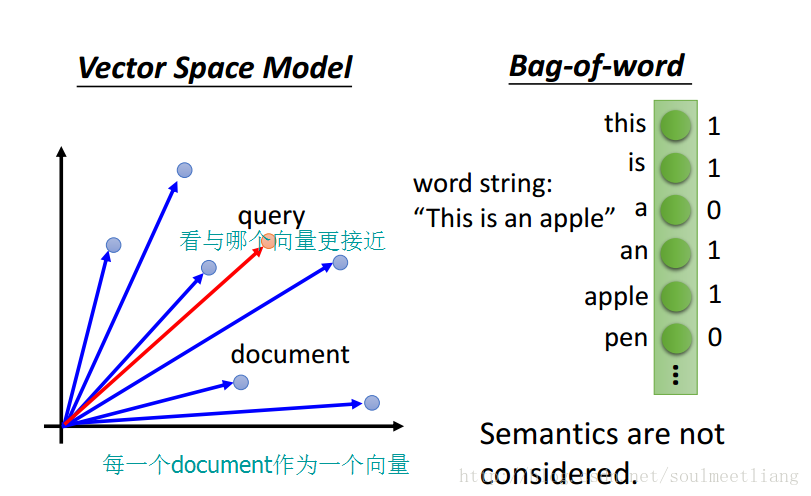 Vector Space Model
query
看与哪个向量更接近
document
每一个document作为一个向量
Bag-of-word
word string:
“This is an apple”
this 1
is 1
a 0
an 1
apple 1
pen 0
...
Semantics are not
considered.